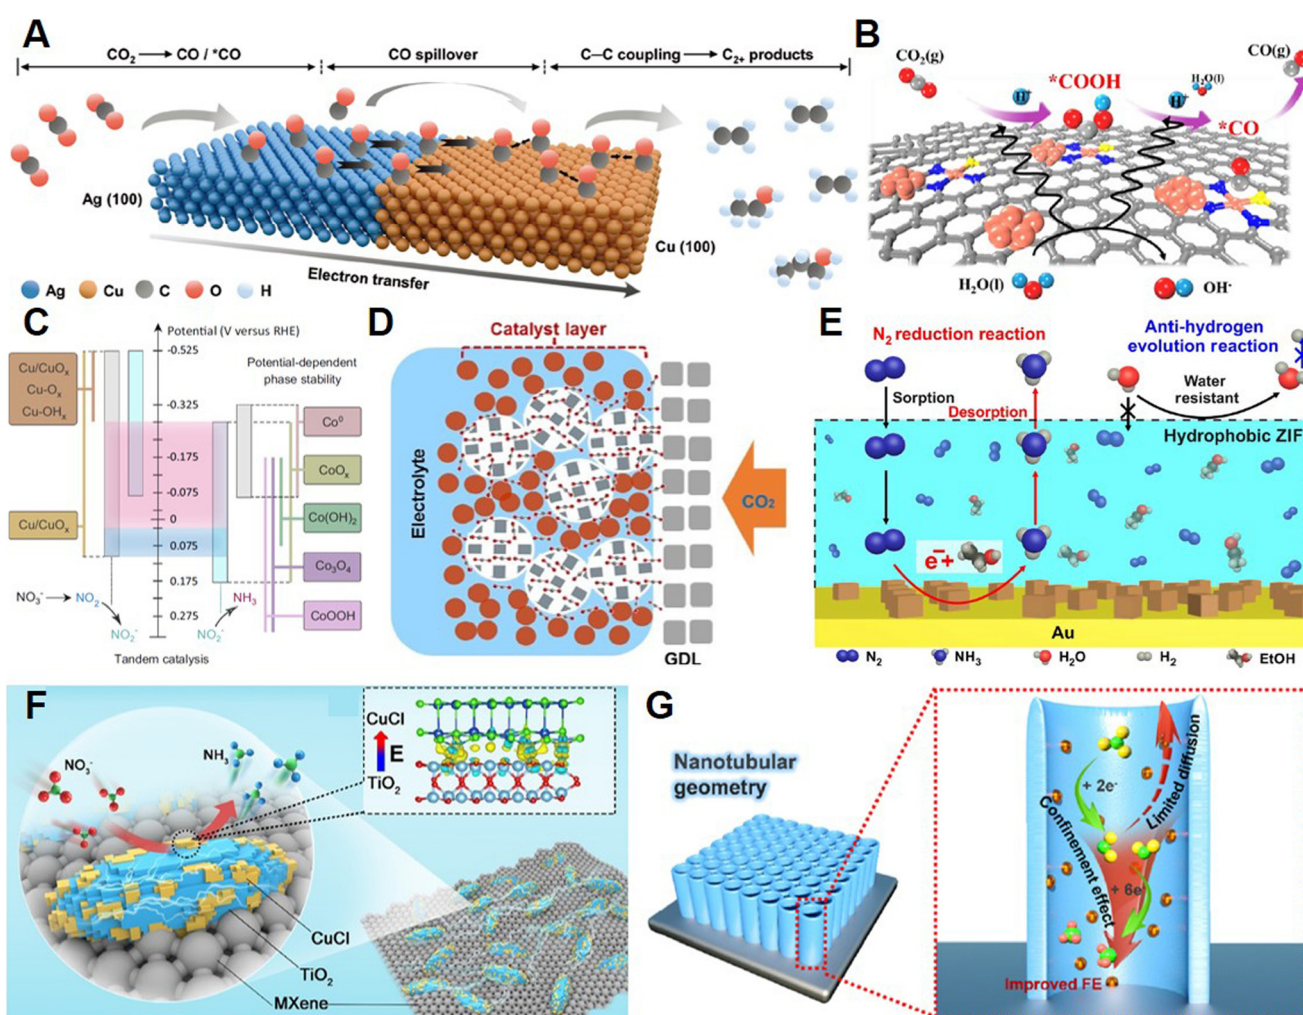 A
CO₂ → CO / *CO
CO spillover
C–C coupling → C₂₊ products
Ag (100)
Cu (100)
Electron transfer
Ag Cu C O H
B
CO₂(g)
H⁺
*COOH
H₂O(l)
H⁺
CO(g)
*CO
H₂O(l)
OH⁻
C
Potential (V versus RHE)
-0.525
-0.325
-0.175
-0.075
0
0.075
0.175
0.275
Cu/CuOₓ
Cu-Oₓ
Cu-OHₓ
Cu/CuOₓ
Potential-dependent
phase stability
Co⁰
CoOₓ
Co(OH)₂
Co₃O₄
CoOOH
NO₃⁻ → NO₂
NO₂⁻
NH₃
NO₂⁻
Tandem catalysis
D
Catalyst layer
Electrolyte
CO₂
GDL
E
N₂ reduction reaction
Anti-hydrogen
evolution reaction
Sorption
Desorption
Water
resistant
Hydrophobic ZIF
e⁻
+
Au
N₂ NH₃ H₂O H₂ EtOH
F
NO₃⁻
NH₃
CuCl
E
TiO₂
CuCl
TiO₂
MXene
G
Nanotubular
geometry
+ 2e⁻
Limited diffusion
Confinement effect
+ 6e
Improved FE